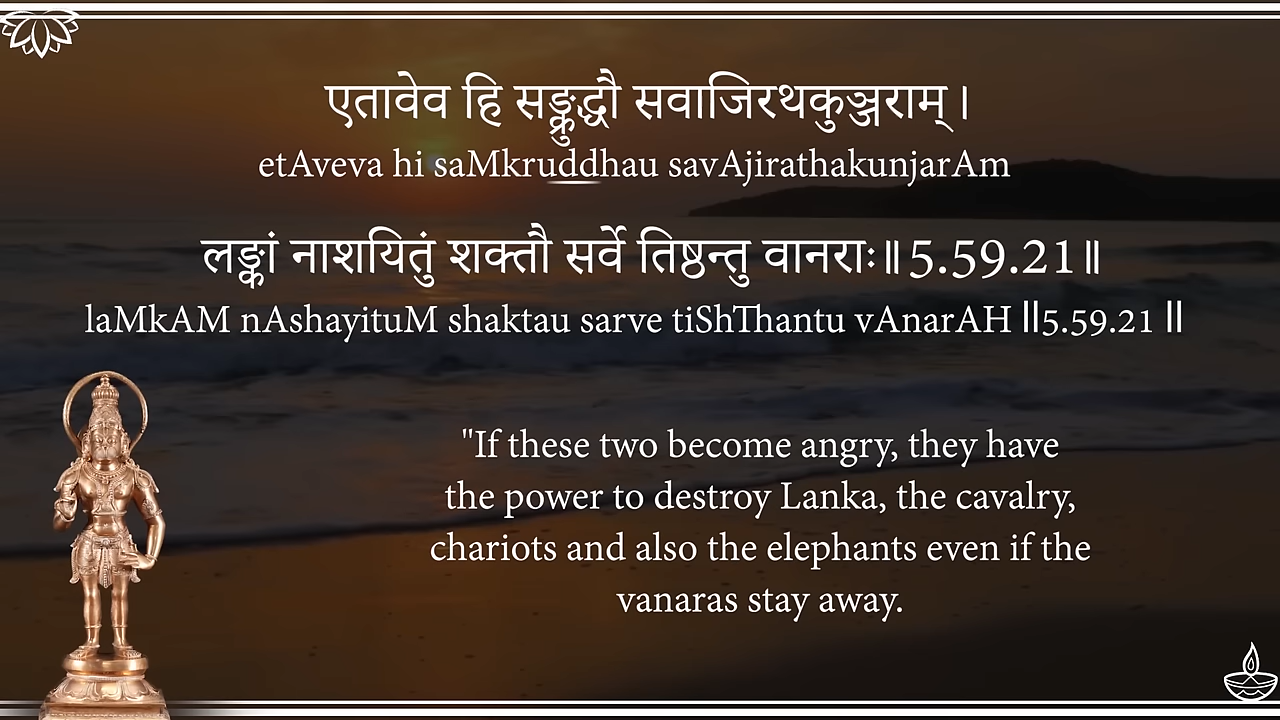 एतावेव हि सङ्क्रुद्धौ सवाजिरथकुञ्जराम्।
etAveva hi saMkruddhau savAjirathakunjarAm
लङ्कां नाशयितुं शक्तौ सर्वे तिष्ठन्तु वानराः॥5.59.21॥
laMkAM nAshayituM shaktau sarve tiShThantu vAnarAH ||5.59.21 ||
"If these two become angry, they have
the power to destroy Lanka, the cavalry,
chariots and also the elephants even if the
vanaras stay away.